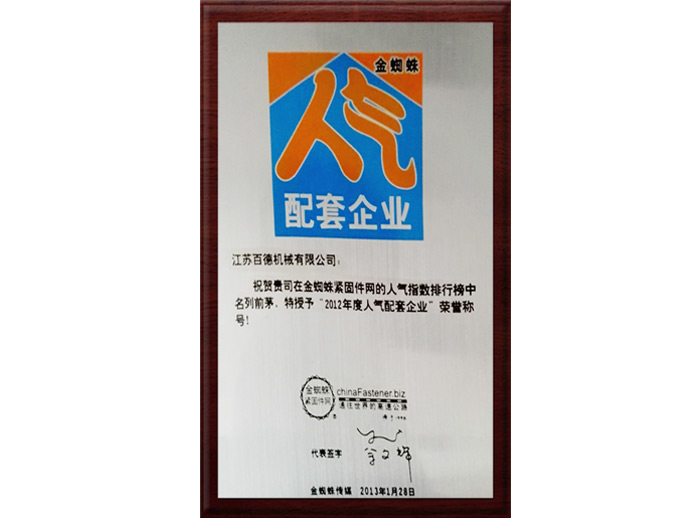 金蜘蛛
人气
配套企业
江苏百德机械有限公司：
祝贺贵司在金蜘蛛紧固件网的人气指数排行榜中
名列前茅、特授予“2012年度人气配套企业”荣誉称
号！
金蜘蛛 chinaFastener.biz
紧固件网 通往世界的高速公路
代表签字
金蜘蛛传媒 2013年1月28日